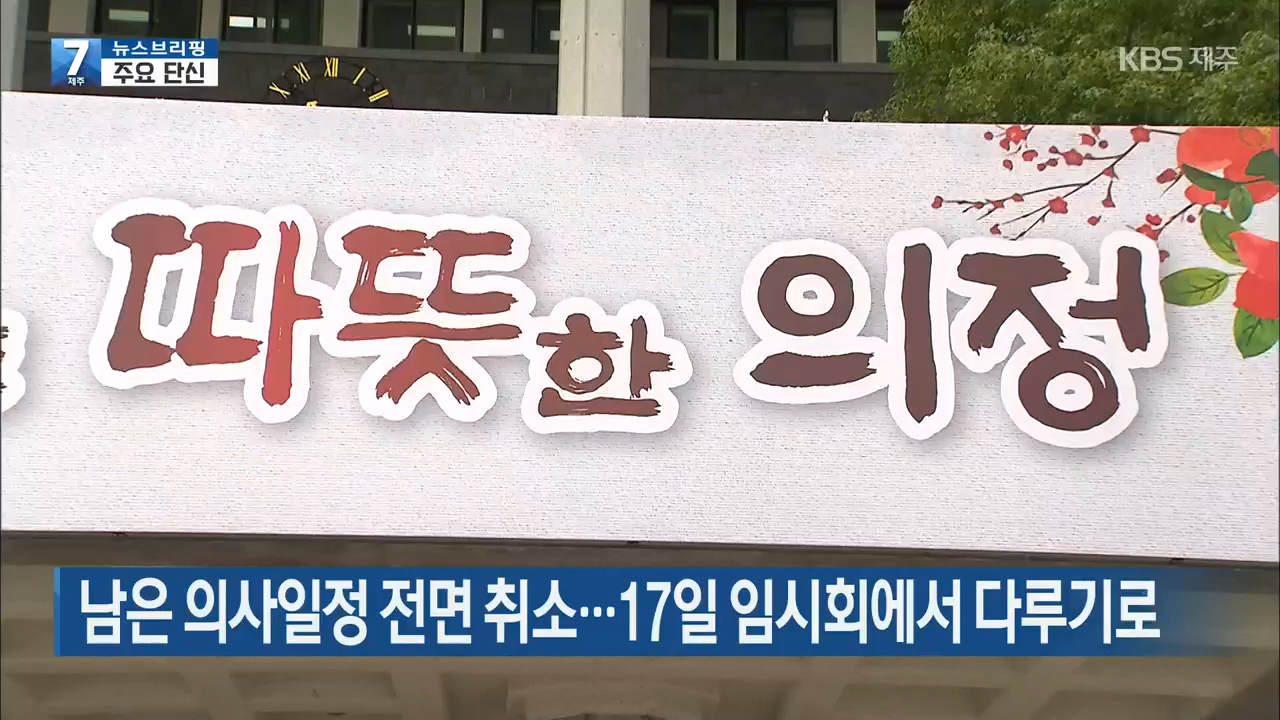 7 뉴스브리핑
제주 주요 단신
KBS 제주
따뜻한 의정
남은 의사일정 전면 취소…17일 임시회에서 다루기로